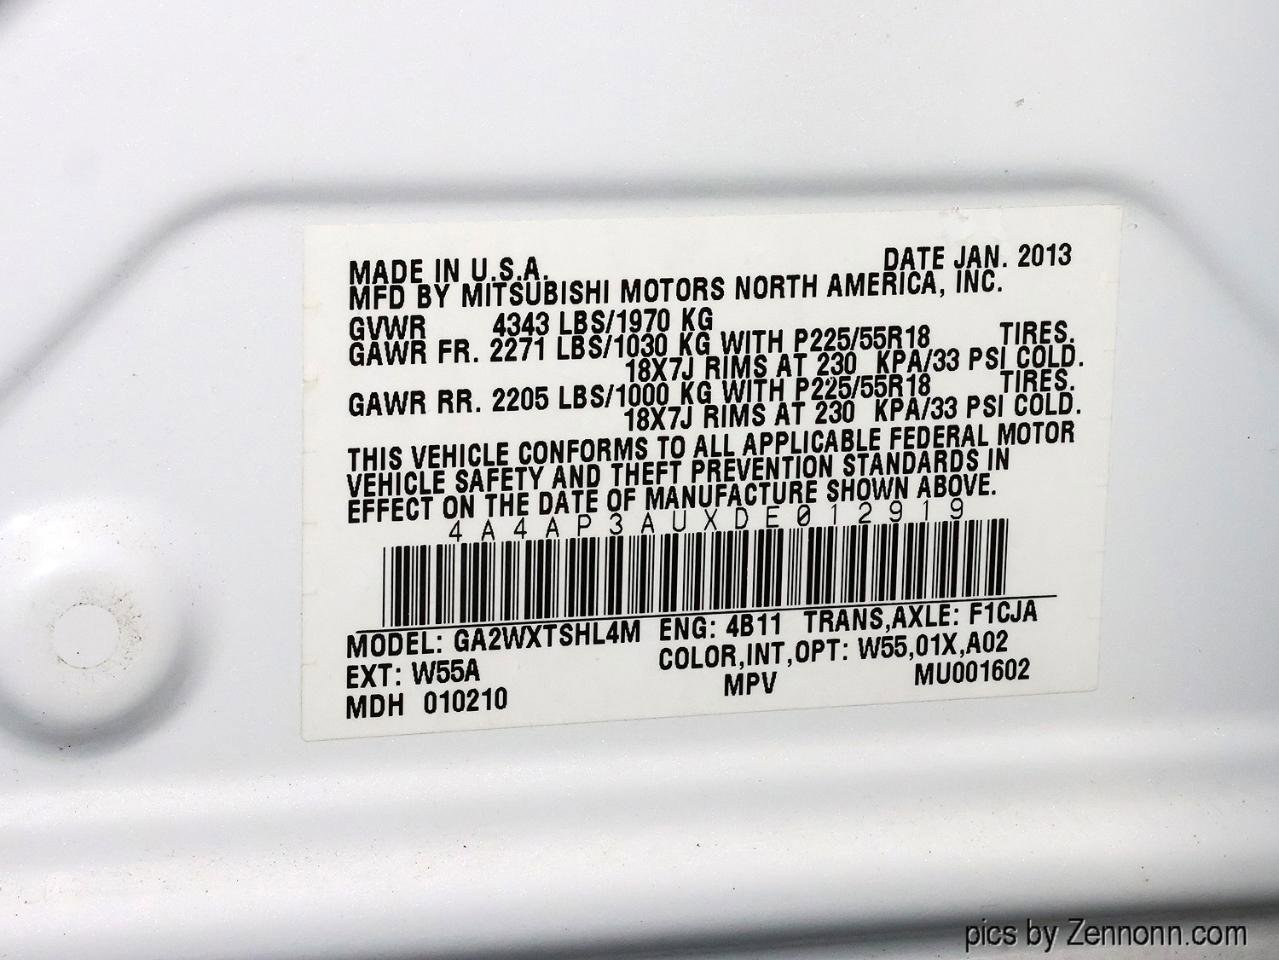 MADE IN U.S.A. DATE JAN. 2013
MFD BY MITSUBISHI MOTORS NORTH AMERICA, INC.
GVWR 4343 LBS/1970 KG
GAWR FR. 2271 LBS/1030 KG WITH P225/55R18 TIRES.
18X7J RIMS AT 230 KPA/33 PSI COLD.
GAWR RR. 2205 LBS/1000 KG WITH P225/55R18 TIRES.
18X7J RIMS AT 230 KPA/33 PSI COLD.
THIS VEHICLE CONFORMS TO ALL APPLICABLE FEDERAL MOTOR
VEHICLE SAFETY AND THEFT PREVENTION STANDARDS IN
EFFECT ON THE DATE OF MANUFACTURE SHOWN ABOVE.
4A4AP3AUXDE012919
MODEL: GA2WXTSHL4M ENG: 4B11 TRANS,AXLE: F1CJA
EXT: W55A COLOR,INT,OPT: W55,01X,A02
MDH 010210 MPV MU001602
pics by Zennonn.com